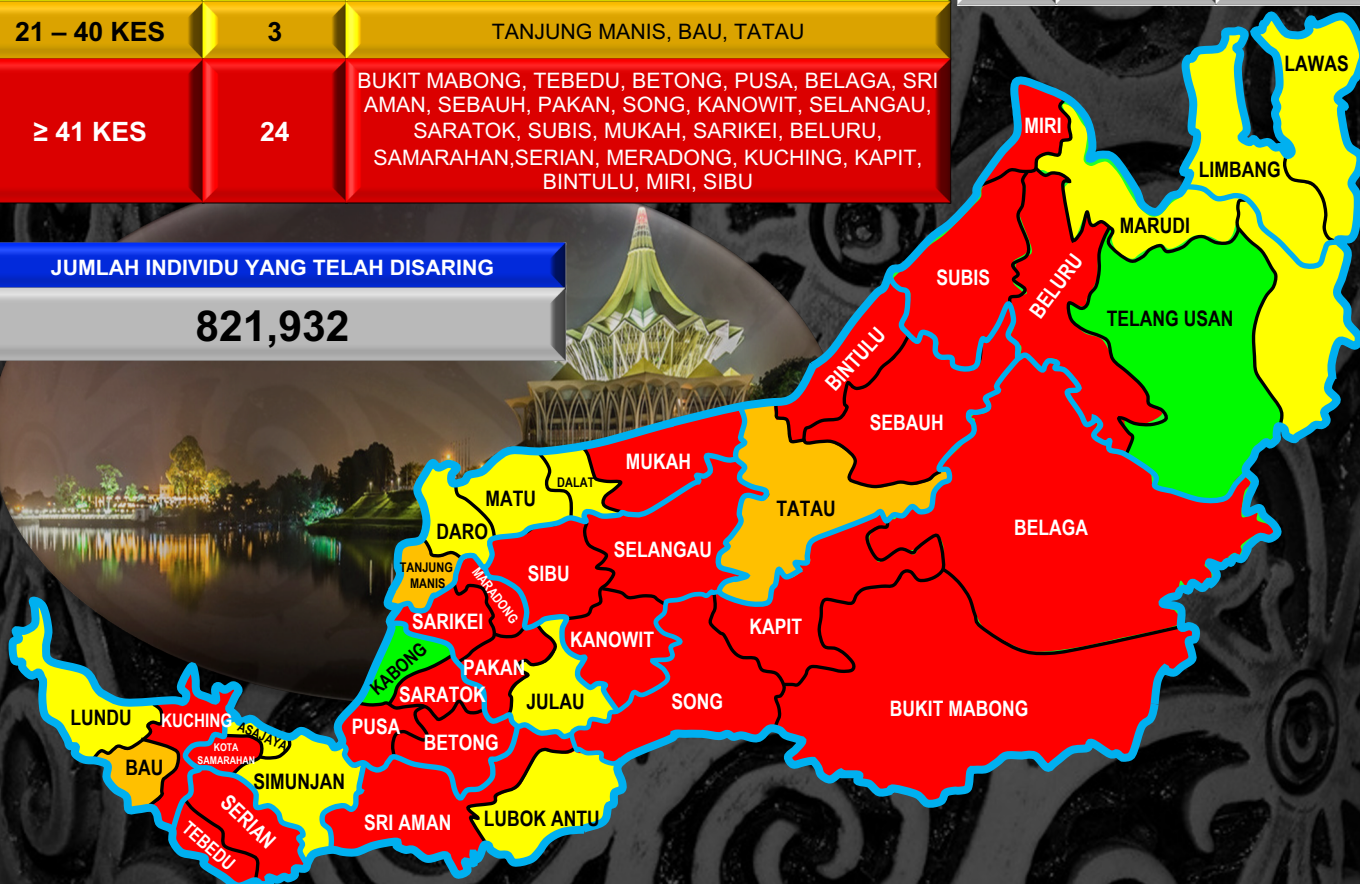 21 – 40 KES
3
TANJUNG MANIS, BAU, TATAU
≥ 41 KES
24
BUKIT MABONG, TEBEDU, BETONG, PUSA, BELAGA, SRI
AMAN, SEBAUH, PAKAN, SONG, KANOWIT, SELANGAU,
SARATOK, SUBIS, MUKAH, SARIKEI, BELURU,
SAMARAHAN,SERIAN, MERADONG, KUCHING, KAPIT,
BINTULU, MIRI, SIBU
JUMLAH INDIVIDU YANG TELAH DISARING
821,932
LAWAS
MIRI
LIMBANG
MARUDI
SUBIS
BELURU
TELANG USAN
BINTULU
SEBAUH
MUKAH
DALAT
MATU
TATAU
DARO
BELAGA
SELANGAU
SIBU
TANJUNG
MANIS
MARADONG
SARIKEI
KAPIT
KANOWIT
KABONG
PAKAN
SARATOK
JULAU
SONG
BUKIT MABONG
LUNDU
KUCHING
PUSA
ASAJAYA
BETONG
KOTA
SAMARAHAN
BAU
SIMUNJAN
SERIAN
SRI AMAN
LUBOK ANTU
TEBEDU